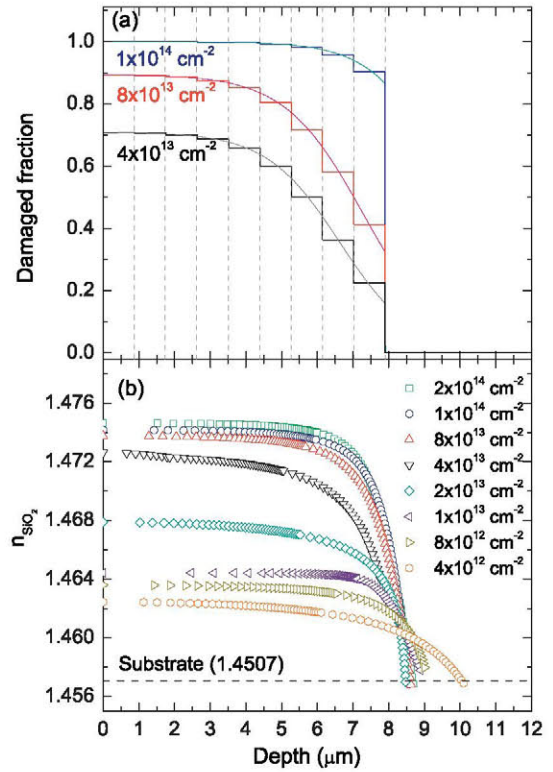 (a)
1.0
0.8
0.6
0.4
0.2
0.0
Damaged fraction
1x10¹⁴ cm⁻²
8x10¹³ cm⁻²
4x10¹³ cm⁻²
(b)
1.476
1.472
1.468
1.464
1.460
1.456
n_SiO₂
2x10¹⁴ cm⁻²
1x10¹⁴ cm⁻²
8x10¹³ cm⁻²
4x10¹³ cm⁻²
2x10¹³ cm⁻²
1x10¹³ cm⁻²
8x10¹² cm⁻²
4x10¹² cm⁻²
Substrate (1.4507)
0 1 2 3 4 5 6 7 8 9 10 11 12
Depth (μm)